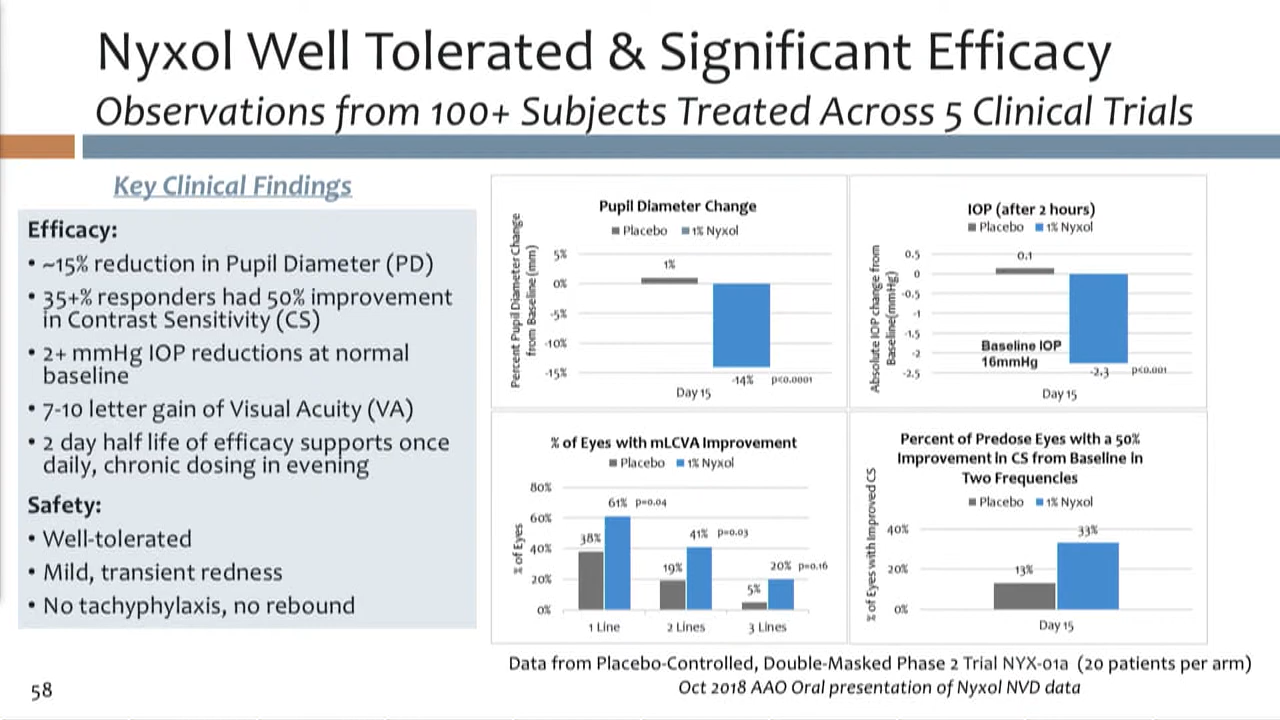 Nyxol Well Tolerated & Significant Efficacy
Observations from 100+ Subjects Treated Across 5 Clinical Trials
Key Clinical Findings
Efficacy:
• ~15% reduction in Pupil Diameter (PD)
• 35+% responders had 50% improvement
in Contrast Sensitivity (CS)
• 2+ mmHg IOP reductions at normal
baseline
• 7-10 letter gain of Visual Acuity (VA)
• 2 day half life of efficacy supports once
daily, chronic dosing in evening
Safety:
• Well-tolerated
• Mild, transient redness
• No tachyphylaxis, no rebound
58
Pupil Diameter Change
Placebo 1% Nyxol
Percent Pupil Diameter Change
from Baseline (mm)
5%
0%
-5%
-10%
-15%
1%
-14% p<0.0001
Day 15
IOP (after 2 hours)
Placebo 1% Nyxol
Absolute IOP change from
Baseline(mmHg)
0.5
0
-0.5
-1
-1.5
-2
-2.5
0.1
Baseline IOP
16mmHg
-2.3 p<0.001
Day 15
% of Eyes with mLCVA Improvement
Placebo 1% Nyxol
% of Eyes
80%
60%
40%
20%
0%
38%
61% p=0.04
19%
41% p=0.03
5%
20% p=0.16
1 Line 2 Lines 3 Lines
Percent of Predose Eyes with a 50%
Improvement in CS from Baseline in
Two Frequencies
Placebo 1% Nyxol
% of Eyes with Improved CS
40%
20%
0%
13%
33%
Day 15
Data from Placebo-Controlled, Double-Masked Phase 2 Trial NYX-01a (20 patients per arm)
Oct 2018 AAO Oral presentation of Nyxol NVD data